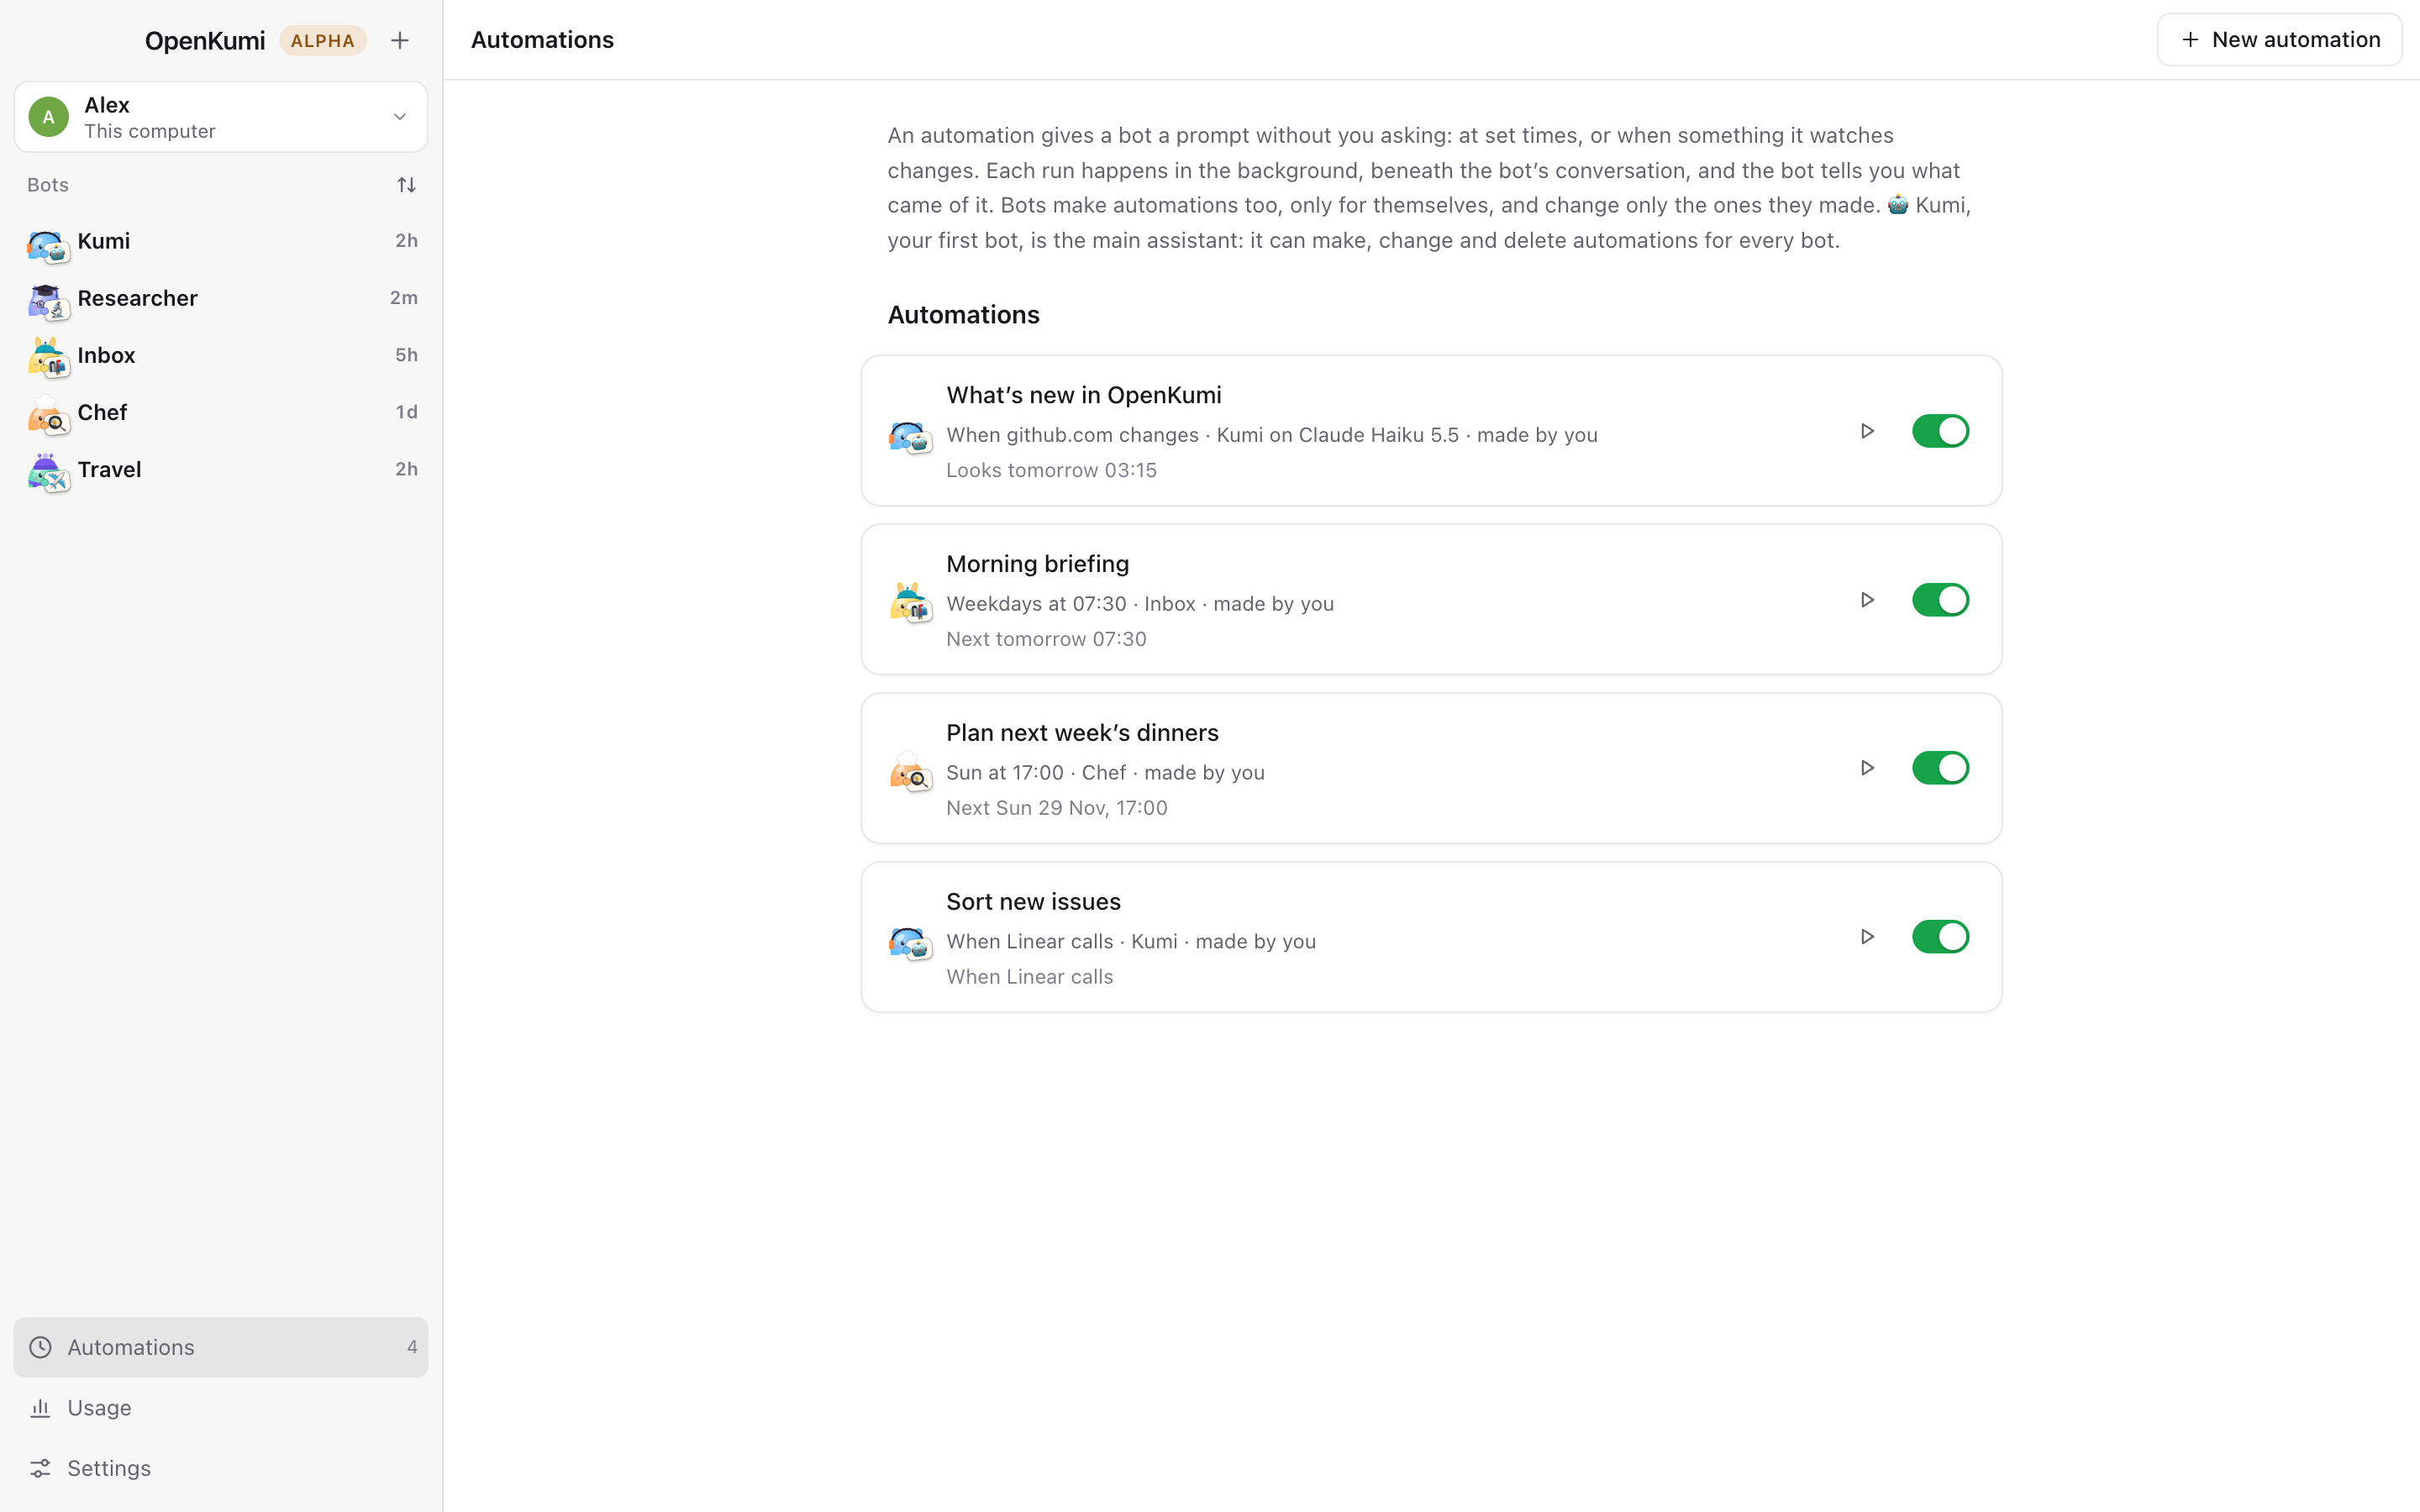 OpenKumi ALPHA
Alex
A
This computer
Bots
Kumi 2h
Researcher 2m
Inbox 5h
Chef 1d
Travel 2h
Automations 4
Usage
Settings
Automations
New automation
An automation gives a bot a prompt without you asking: at set times, or when something it watches
changes. Each run happens in the background, beneath the bot’s conversation, and the bot tells you what
came of it. Bots make automations too, only for themselves, and change only the ones they made. 🤖 Kumi,
your first bot, is the main assistant: it can make, change and delete automations for every bot.
Automations
What’s new in OpenKumi
When github.com changes · Kumi on Claude Haiku 5.5 · made by you
Looks tomorrow 03:15
Morning briefing
Weekdays at 07:30 · Inbox · made by you
Next tomorrow 07:30
Plan next week’s dinners
Sun at 17:00 · Chef · made by you
Next Sun 29 Nov, 17:00
Sort new issues
When Linear calls · Kumi · made by you
When Linear calls